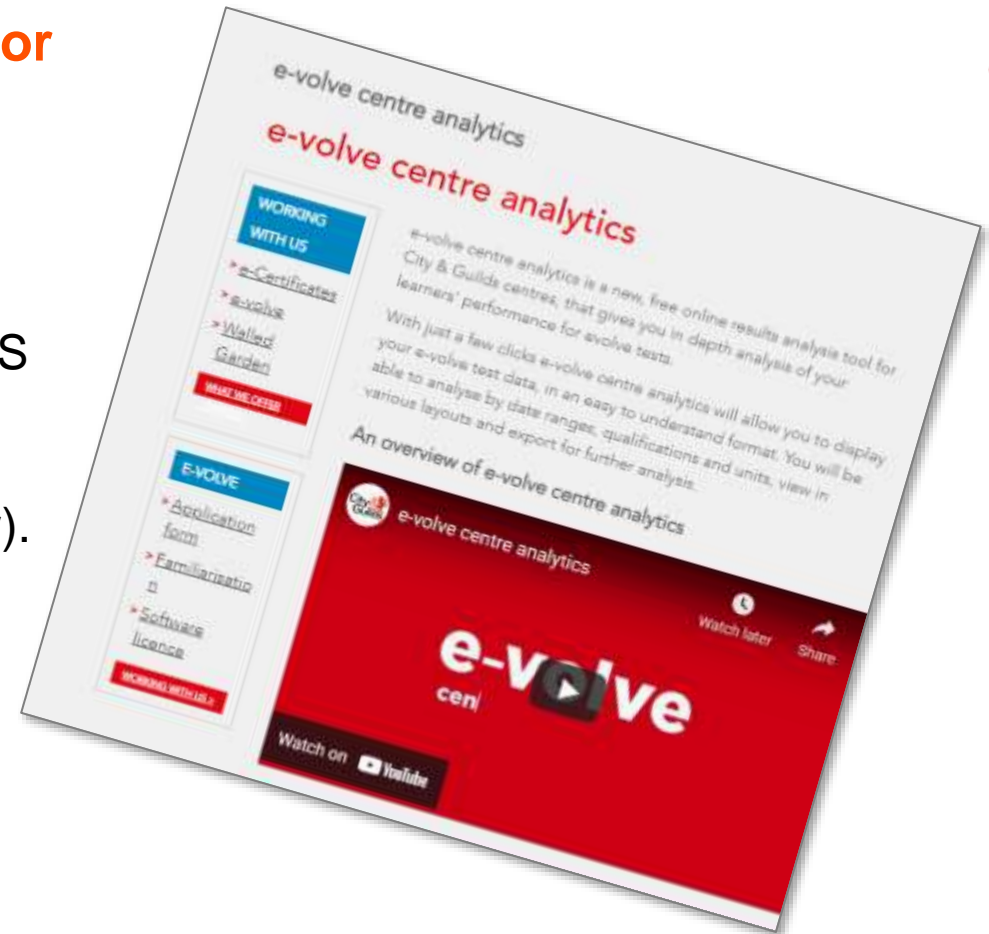 or
s
).
e-volve centre analytics
e-volve centre analytics
WORKING
WITH US
e-Certificates
e-volve
Walled
Garden
WHAT WE OFFER
E-VOLVE
Application
form
Familiarisatio
n
Software
licence
WORKING WITH US >
e-volve centre analytics is a new, free online results analysis tool for
City & Guilds centres, that gives you in depth analysis of your
learners' performance for evolve tests.
With just a few clicks e-volve centre analytics will allow you to display
your e-volve test data, in an easy to understand format. You will be
able to analyse by date ranges, qualifications and units, view in
various layouts and export for further analysis.
An overview of e-volve centre analytics
City & Guilds
e-volve centre analytics
Watch later
Share
e-volve
cen
Watch on YouTube